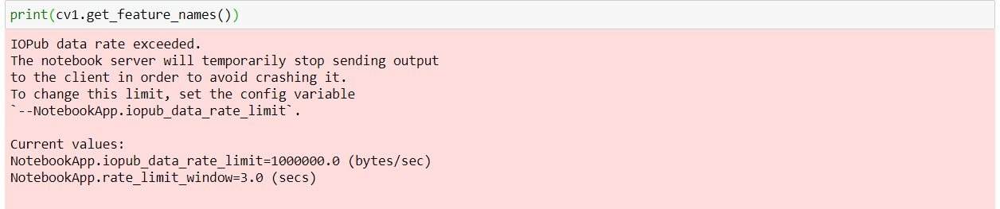 print(cv1.get_feature_names())
IOPub data rate exceeded.
The notebook server will temporarily stop sending output
to the client in order to avoid crashing it.
To change this limit, set the config variable
`--NotebookApp.iopub_data_rate_limit`.
Current values:
NotebookApp.iopub_data_rate_limit=1000000.0 (bytes/sec)
NotebookApp.rate_limit_window=3.0 (secs)